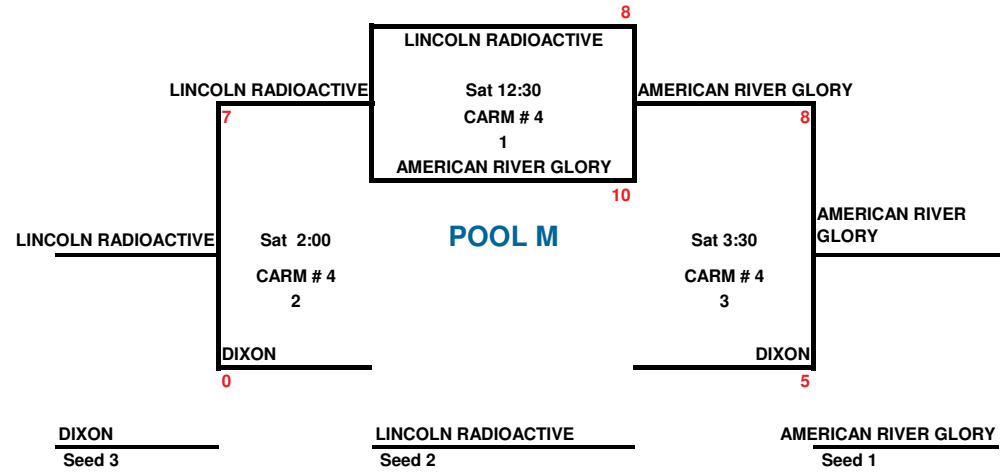 8
LINCOLN RADIOACTIVE
LINCOLN RADIOACTIVE
Sat 12:30
AMERICAN RIVER GLORY
7
CARM # 4
8
1
AMERICAN RIVER GLORY
10
LINCOLN RADIOACTIVE
Sat 2:00
POOL M
Sat 3:30
AMERICAN RIVER
GLORY
CARM # 4
2
CARM # 4
3
DIXON
0
DIXON
5
DIXON
Seed 3
LINCOLN RADIOACTIVE
Seed 2
AMERICAN RIVER GLORY
Seed 1